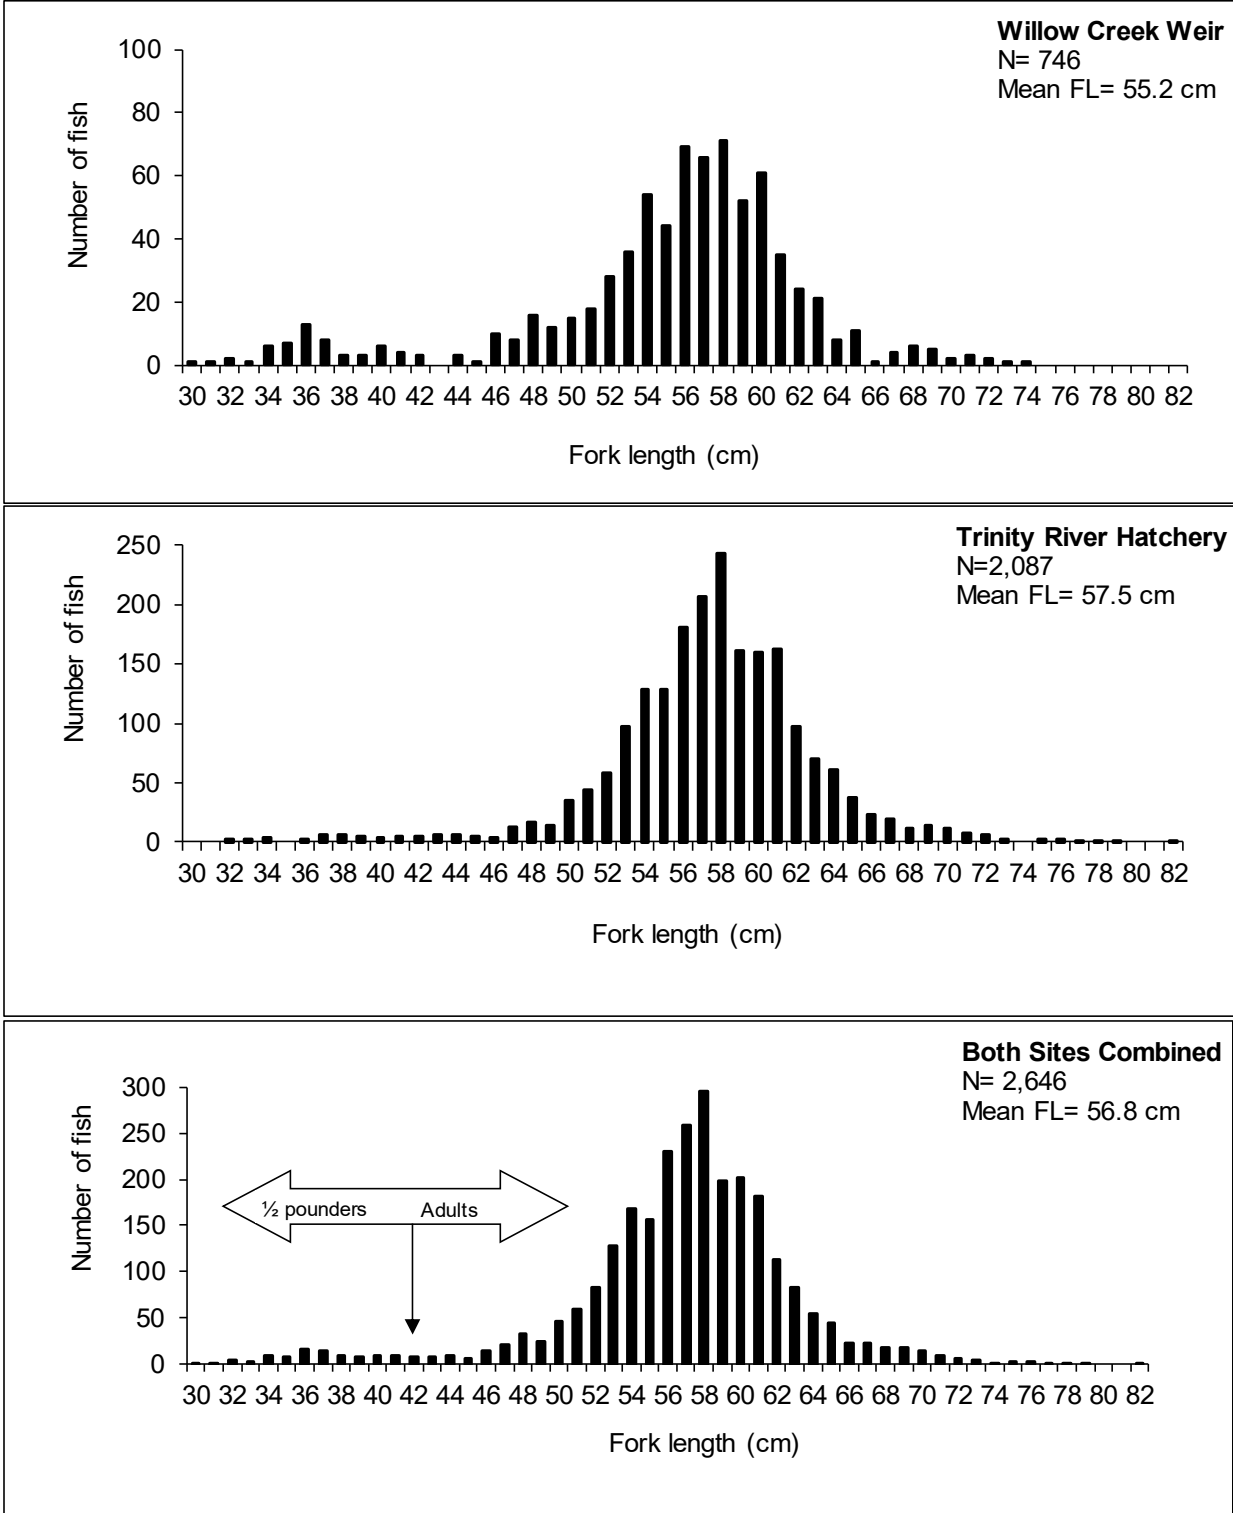 Willow Creek Weir
N= 746
Mean FL= 55.2 cm
100
80
60
40
20
0
Number of fish
30 32 34 36 38 40 42 44 46 48 50 52 54 56 58 60 62 64 66 68 70 72 74 76 78 80 82
Fork length (cm)
Trinity River Hatchery
N=2,087
Mean FL= 57.5 cm
250
200
150
100
50
0
Number of fish
30 32 34 36 38 40 42 44 46 48 50 52 54 56 58 60 62 64 66 68 70 72 74 76 78 80 82
Fork length (cm)
Both Sites Combined
N= 2,646
Mean FL= 56.8 cm
300
250
200
150
100
50
0
Number of fish
½ pounders Adults
30 32 34 36 38 40 42 44 46 48 50 52 54 56 58 60 62 64 66 68 70 72 74 76 78 80 82
Fork length (cm)